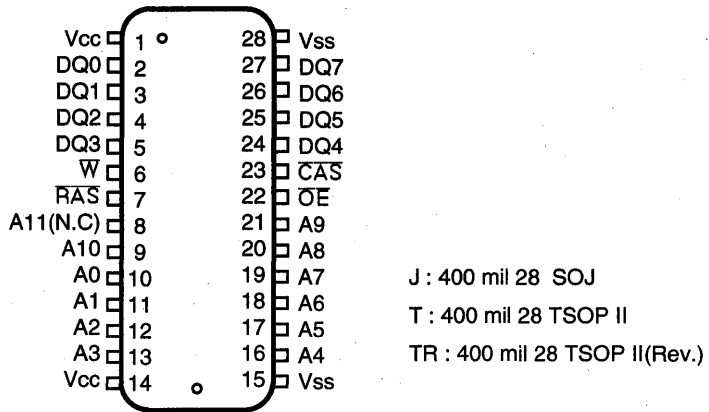 Vcc 1 28 Vss
DQ0 2 27 DQ7
DQ1 3 26 DQ6
DQ2 4 25 DQ5
DQ3 5 24 DQ4
W̅ 6 23 C̅A̅S̅
R̅A̅S̅ 7 22 O̅E̅
A11(N.C) 8 21 A9
A10 9 20 A8
A0 10 19 A7
A1 11 18 A6
A2 12 17 A5
A3 13 16 A4
Vcc 14 15 Vss
J : 400 mil 28 SOJ
T : 400 mil 28 TSOP II
TR : 400 mil 28 TSOP II(Rev.)